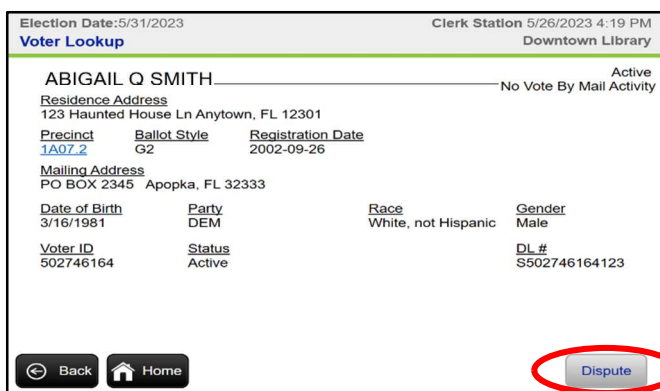 Election Date:5/31/2023 Clerk Station 5/26/2023 4:19 PM
Voter Lookup Downtown Library
ABIGAIL Q SMITH Active
No Vote By Mail Activity
Residence Address
123 Haunted House Ln Anytown, FL 12301
Precinct Ballot Style Registration Date
1A07.2 G2 2002-09-26
Mailing Address
PO BOX 2345 Apopka, FL 32333
Date of Birth Party Race Gender
3/16/1981 DEM White, not Hispanic Male
Voter ID Status DL #
502746164 Active S502746164123
Back Home Dispute